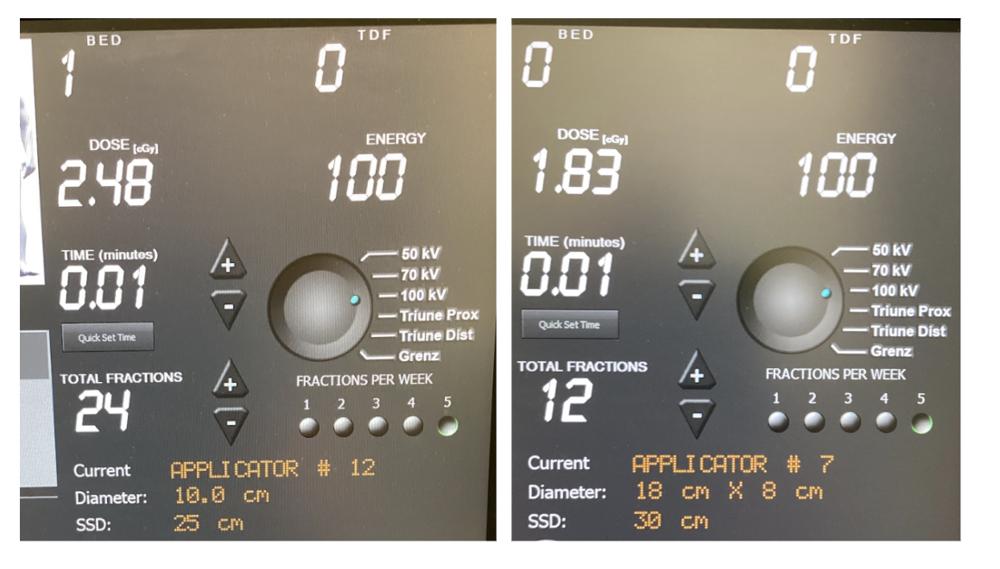 BED TDF
1 0
DOSE [cGy] ENERGY
2.48 100
TIME (minutes)
0.01
+
-
50 kV
70 kV
100 kV
Triune Prox
Triune Dist
Grenz
Quick Set Time
TOTAL FRACTIONS
24
+
-
FRACTIONS PER WEEK
1 2 3 4 5
Current APPLICATOR # 12
Diameter: 10.0 cm
SSD: 25 cm
BED TDF
0 0
DOSE [cGy] ENERGY
1.83 100
TIME (minutes)
0.01
+
-
50 kV
70 kV
100 kV
Triune Prox
Triune Dist
Grenz
Quick Set Time
TOTAL FRACTIONS
12
+
-
FRACTIONS PER WEEK
1 2 3 4 5
Current APPLICATOR # 7
Diameter: 18 cm X 8 cm
SSD: 30 cm